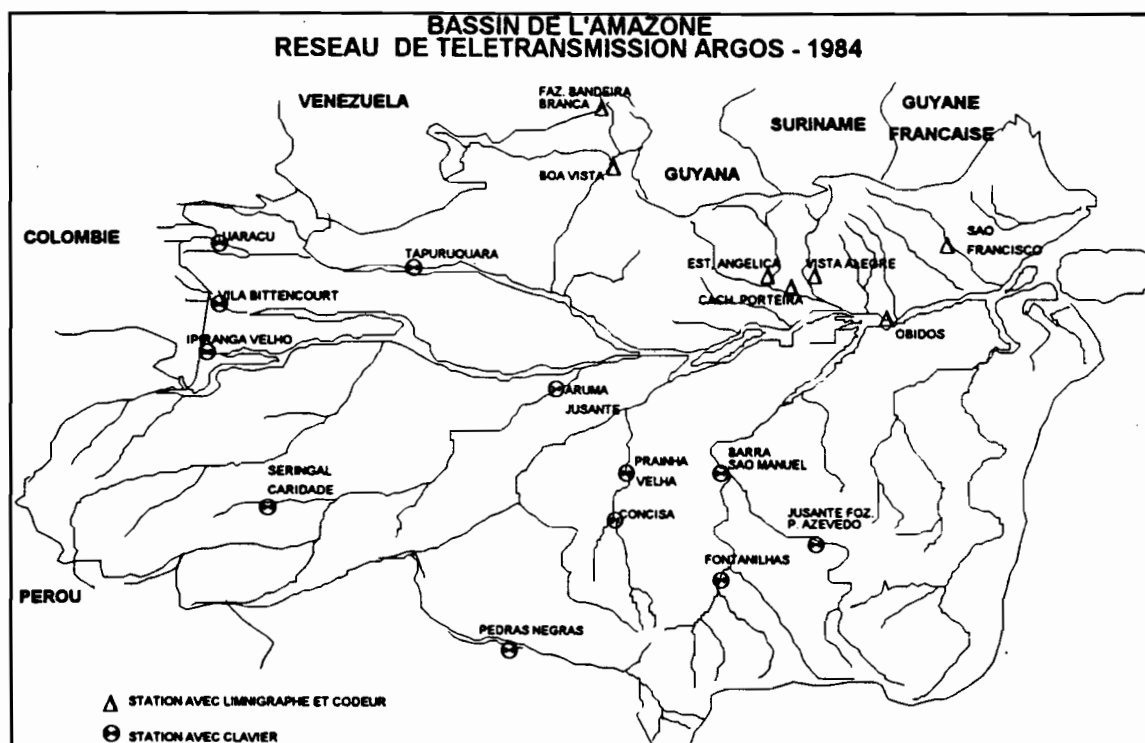 BASSIN DE L'AMAZONE
RESEAU DE TELETRANSMISSION ARGOS - 1984
VENEZUELA
FAZ. BANDEIRA
BRANCA
SURINAME
GUYANE
FRANCAISE
BOA VISTA
GUYANA
COLOMBIE
UARACU
TAPURUQUARA
SAO
FRANCISCO
EST. ANGELICA
VISTA ALEGRE
CACH. PORTEIRA
VILA BITTENCOURT
OBIDOS
IPIRANGA VELHO
ARUMA
JUSANTE
SERINGAL
CARIDADE
PRAINHA
VELHA
BARRA
SAO MANUEL
CONCISA
JUSANTE FOZ.
P. AZEVEDO
FONTANILHAS
PEROU
PEDRAS NEGRAS
STATION AVEC LIMNIGRAPHE ET CODEUR
STATION AVEC CLAVIER